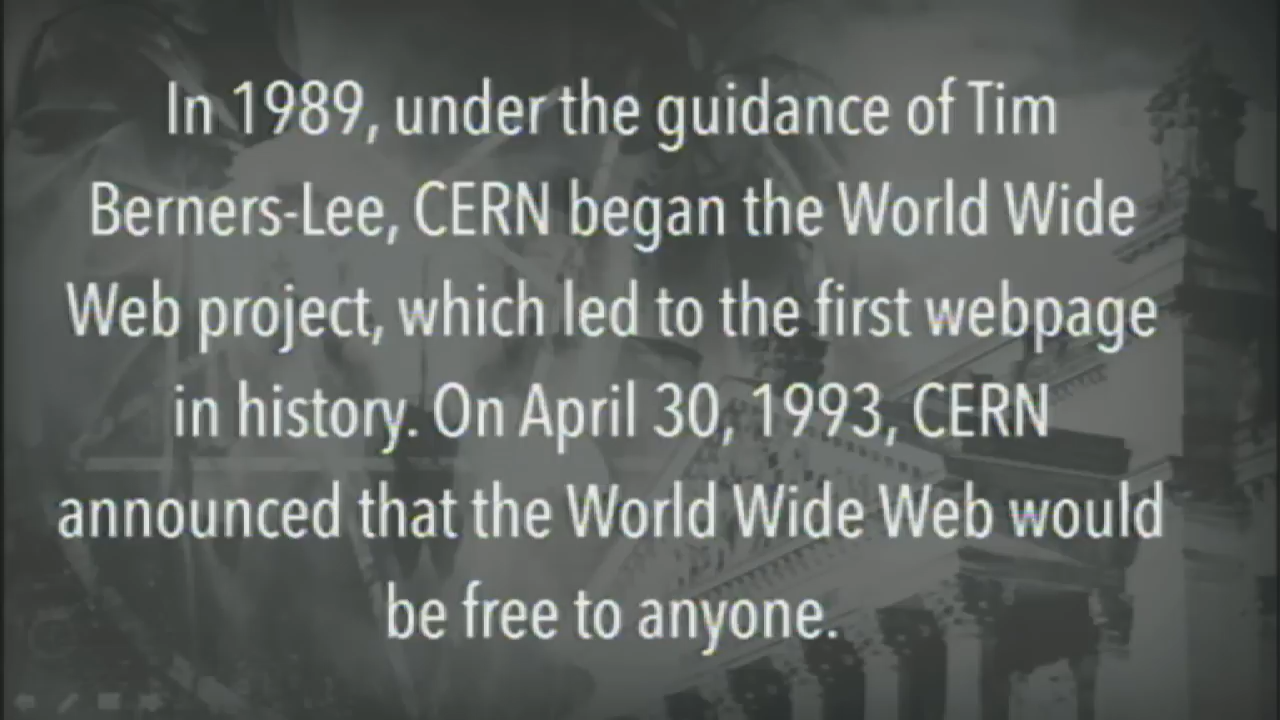 In 1989, under the guidance of Tim
Berners-Lee, CERN began the World Wide
Web project, which led to the first webpage
in history. On April 30, 1993, CERN
announced that the World Wide Web would
be free to anyone.